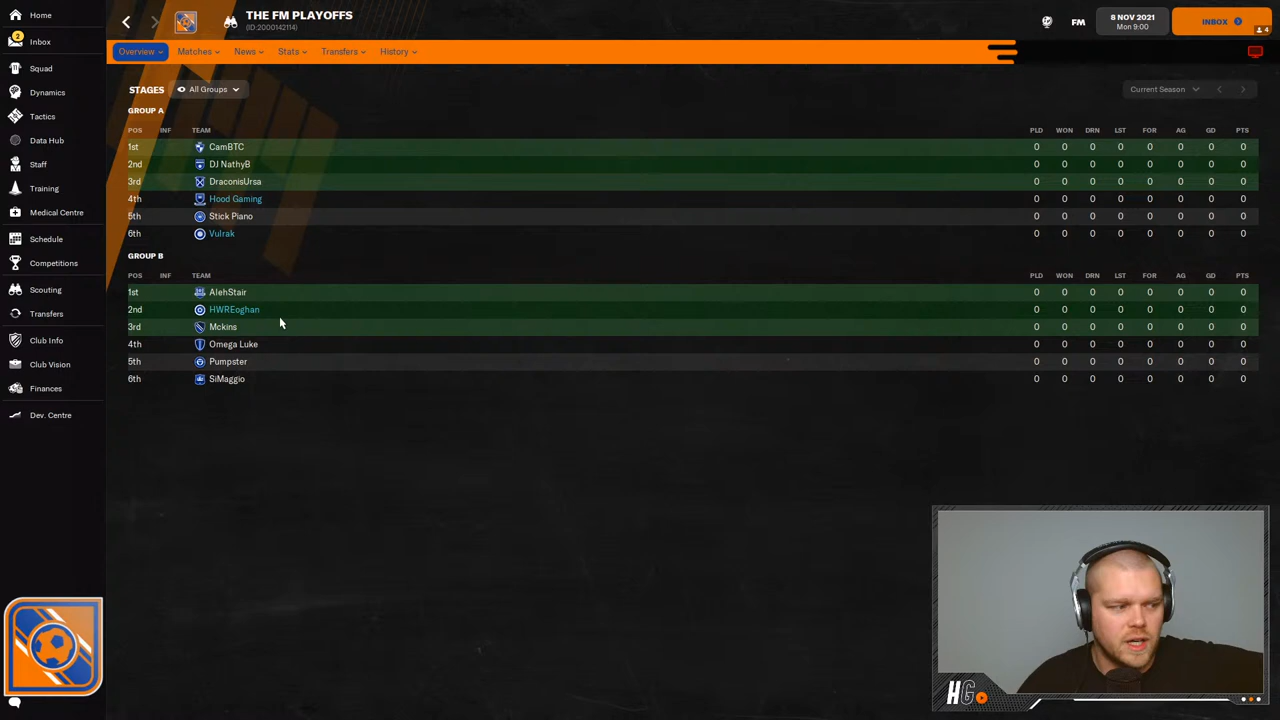 Home
2
Inbox
Squad
Dynamics
Tactics
Data Hub
Staff
Training
Medical Centre
Schedule
Competitions
Scouting
Transfers
Club Info
Club Vision
Finances
Dev. Centre
THE FM PLAYOFFS
(ID:2000142114)
FM
8 NOV 2021
Mon 9:00
INBOX
4
Overview
Matches
News
Stats
Transfers
History
STAGES
All Groups
Current Season
GROUP A
POS INF TEAM PLD WON DRN LST FOR AG GD PTS
1st CamBTC 0 0 0 0 0 0 0 0
2nd DJ NathyB 0 0 0 0 0 0 0 0
3rd DraconisUrsa 0 0 0 0 0 0 0 0
4th Hood Gaming 0 0 0 0 0 0 0 0
5th Stick Piano 0 0 0 0 0 0 0 0
6th Vulrak 0 0 0 0 0 0 0 0
GROUP B
POS INF TEAM PLD WON DRN LST FOR AG GD PTS
1st AlehStair 0 0 0 0 0 0 0 0
2nd HWREoghan 0 0 0 0 0 0 0 0
3rd Mckins 0 0 0 0 0 0 0 0
4th Omega Luke 0 0 0 0 0 0 0 0
5th Pumpster 0 0 0 0 0 0 0 0
6th SiMaggio 0 0 0 0 0 0 0 0
HG